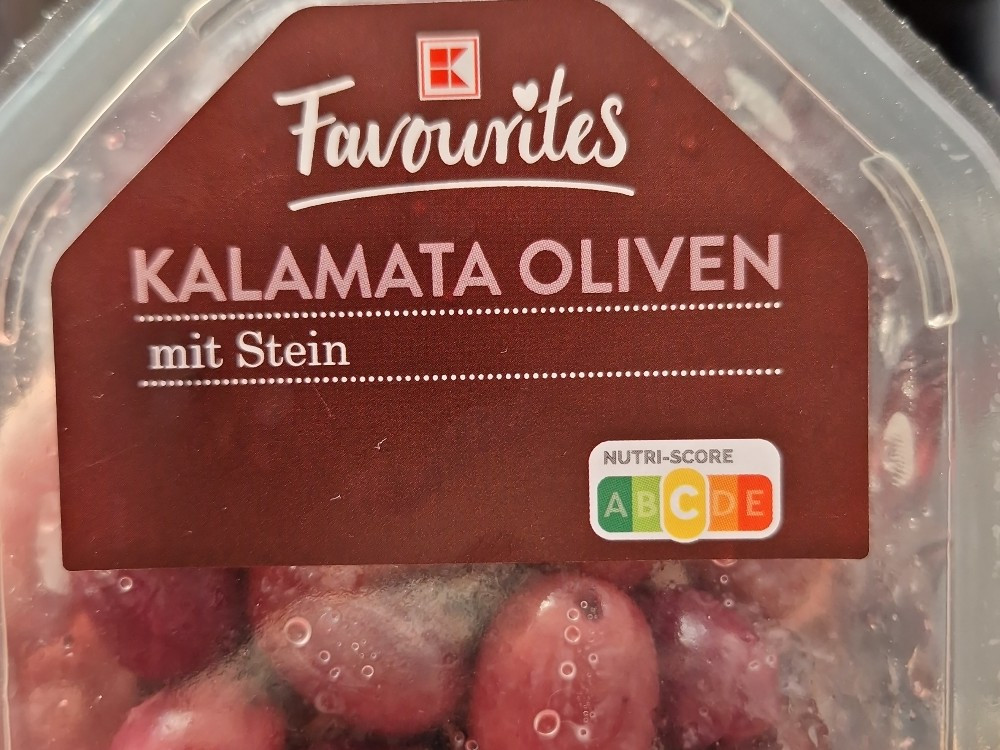 K
Favourites
KALAMATA OLIVEN
mit Stein
NUTRI-SCORE
A B C D E